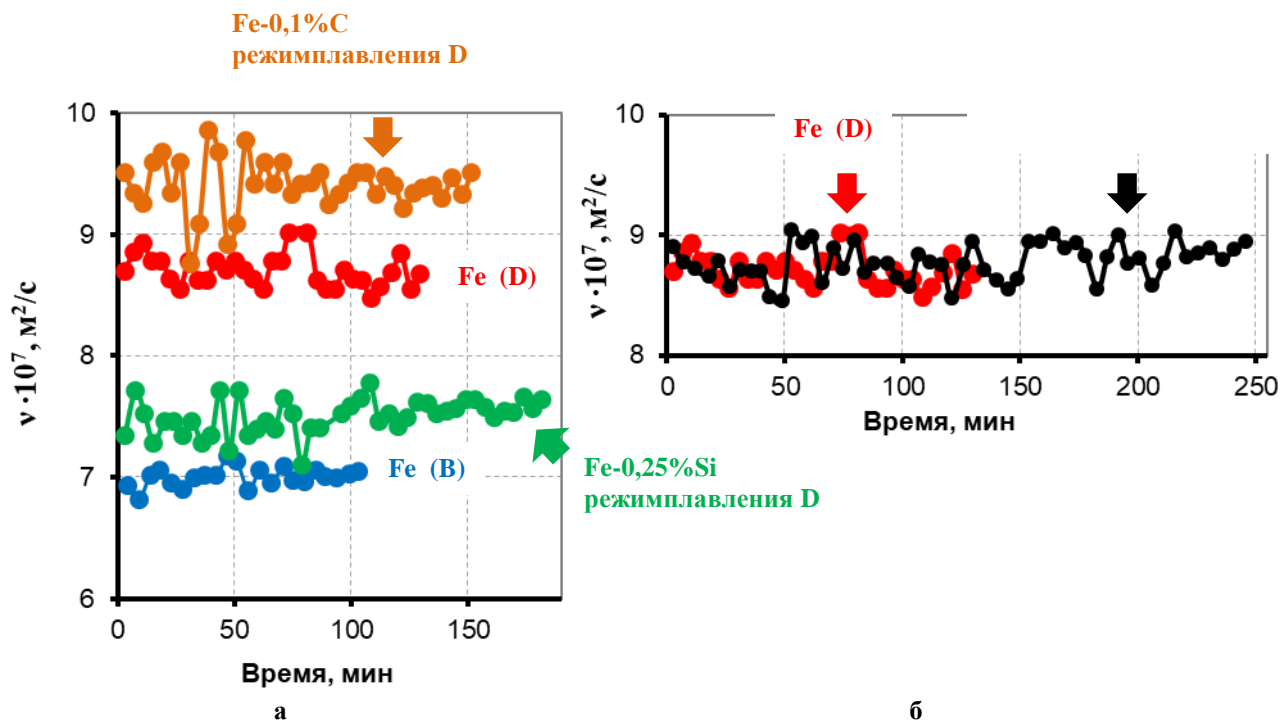 Fe-0,1%C
режимплавления D
10
9
8
7
6
ν·10⁷, м²/с
Fe (D)
Fe (B)
0
50
100
150
Время, мин
а
Fe-0,25%Si
режимплавления D
10
9
8
ν·10⁷, м²/с
Fe (D)
0
50
100
150
200
250
Время, мин
б